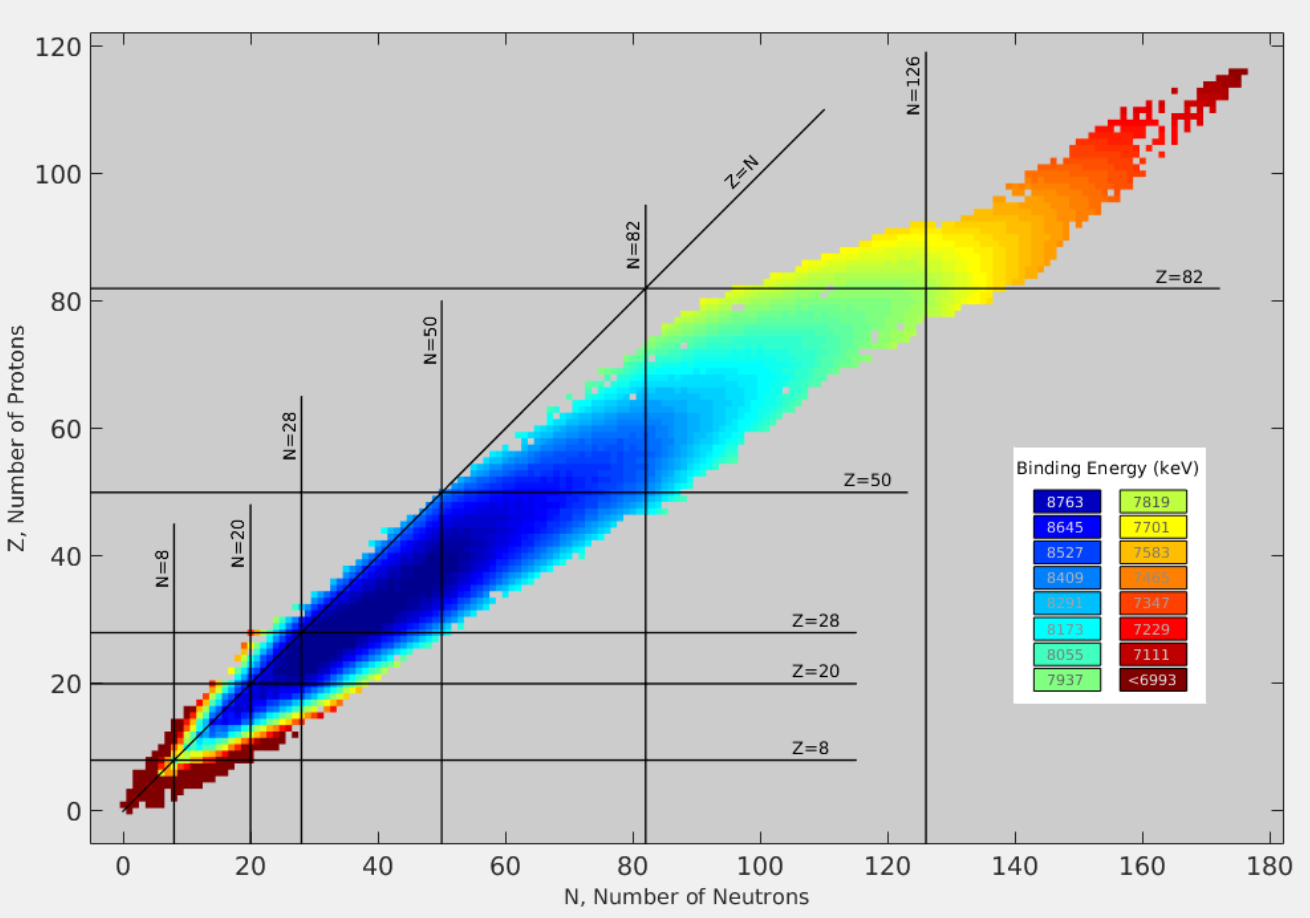 120
100
80
60
40
20
0
Z, Number of Protons
0 20 40 60 80 100 120 140 160 180
N, Number of Neutrons
N=8
N=20
N=28
N=50
N=82
Z=N
N=126
Z=82
Z=50
Z=28
Z=20
Z=8
Binding Energy (keV)
8763 7819
8645 7701
8527 7583
8409 7465
8291 7347
8173 7229
8055 7111
7937 <6993